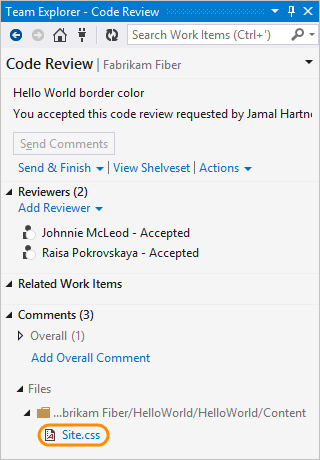 Team Explorer - Code Review
Search Work Items (Ctrl+')
Code Review | Fabrikam Fiber
Hello World border color
You accepted this code review requested by Jamal Hartn
Send Comments
Send & Finish | View Shelveset | Actions
Reviewers (2)
Add Reviewer
Johnnie McLeod - Accepted
Raisa Pokrovskaya - Accepted
Related Work Items
Comments (3)
Overall (1)
Add Overall Comment
Files
...brikam Fiber/HelloWorld/HelloWorld/Content
Site.css